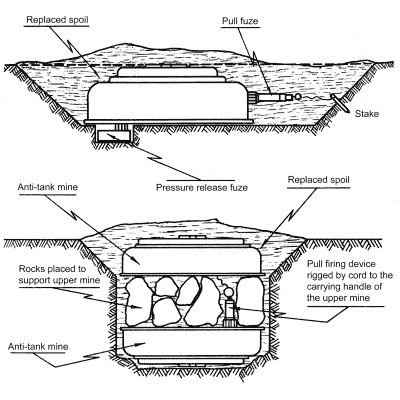 Replaced spoil
Pull fuze
Stake
Pressure release fuze
Anti-tank mine
Replaced spoil
Rocks placed to
support upper mine
Pull firing device
rigged by cord to the
carrying handle of
the upper mine
Anti-tank mine